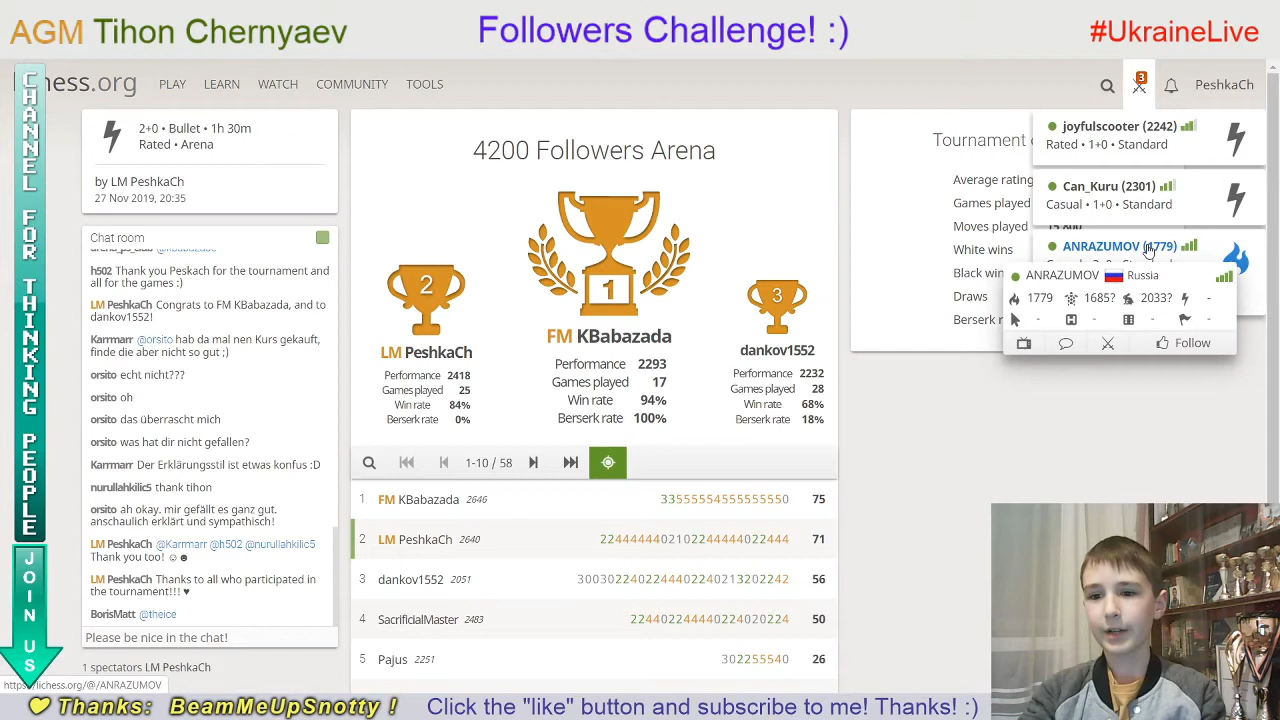 AGM Tihon Chernyaev
Followers Challenge! :)
#UkraineLive
CHANNEL FOR THINKING PEOPLE
JOIN US
hess.org
PLAY LEARN WATCH COMMUNITY TOOLS
3
PeshkaCh
2+0 • Bullet • 1h 30m
Rated • Arena
by LM PeshkaCh
27 Nov 2019, 20:35
Chat room
h502 Thank you Peskach for the tournament and
all for the games :)
LM PeshkaCh Congrats to FM KBabazada, and to
dankov1552!
Karrmarr @orsito hab da mal nen Kurs gekauft,
finde die aber nicht so gut ;)
orsito echt nicht???
orsito oh
orsito das überrascht mich
orsito was hat dir nicht gefallen?
Karrmarr Der Erklärungsstil ist etwas konfus :D
nurullahkilic5 thank tihon
orsito ah okay. mir gefällt es ganz gut.
anschaulich erklärt und sympathisch!
LM PeshkaCh @Karrmarr @h502 @nurullahkilic5
Thank you too! ☺☻
LM PeshkaCh Thanks to all who participated in
the tournament!!! ♥
BorisMatt @theice
Please be nice in the chat!
1 spectators LM PeshkaCh
https://lichess.org/@/ANRAZUMOV
4200 Followers Arena
2
1
3
LM PeshkaCh
Performance 2418
Games played 25
Win rate 84%
Berserk rate 0%
FM KBabazada
Performance 2293
Games played 17
Win rate 94%
Berserk rate 100%
dankov1552
Performance 2232
Games played 28
Win rate 68%
Berserk rate 18%
1-10 / 58
1 FM KBabazada 2646 3355555455555550 75
2 LM PeshkaCh 2640 2244444402102244444022444 71
3 dankov1552 2051 3003022402244402240213202242 56
4 SacrificialMaster 2483 224402244440224020224 50
5 Pajus 2251 30225554​0 26
Tournament
Average rating
Games played
Moves played 15,800
White wins
Black win
Draws
Berserk r
joyfulscooter (2242)
Rated • 1+0 • Standard
Can_Kuru (2301)
Casual • 1+0 • Standard
ANRAZUMOV (1779)
ANRAZUMOV Russia
1779 1685? 2033? -
- - - -
Follow
Thanks: BeamMeUpSnotty !
Click the "like" button and subscribe to me! Thanks! :)